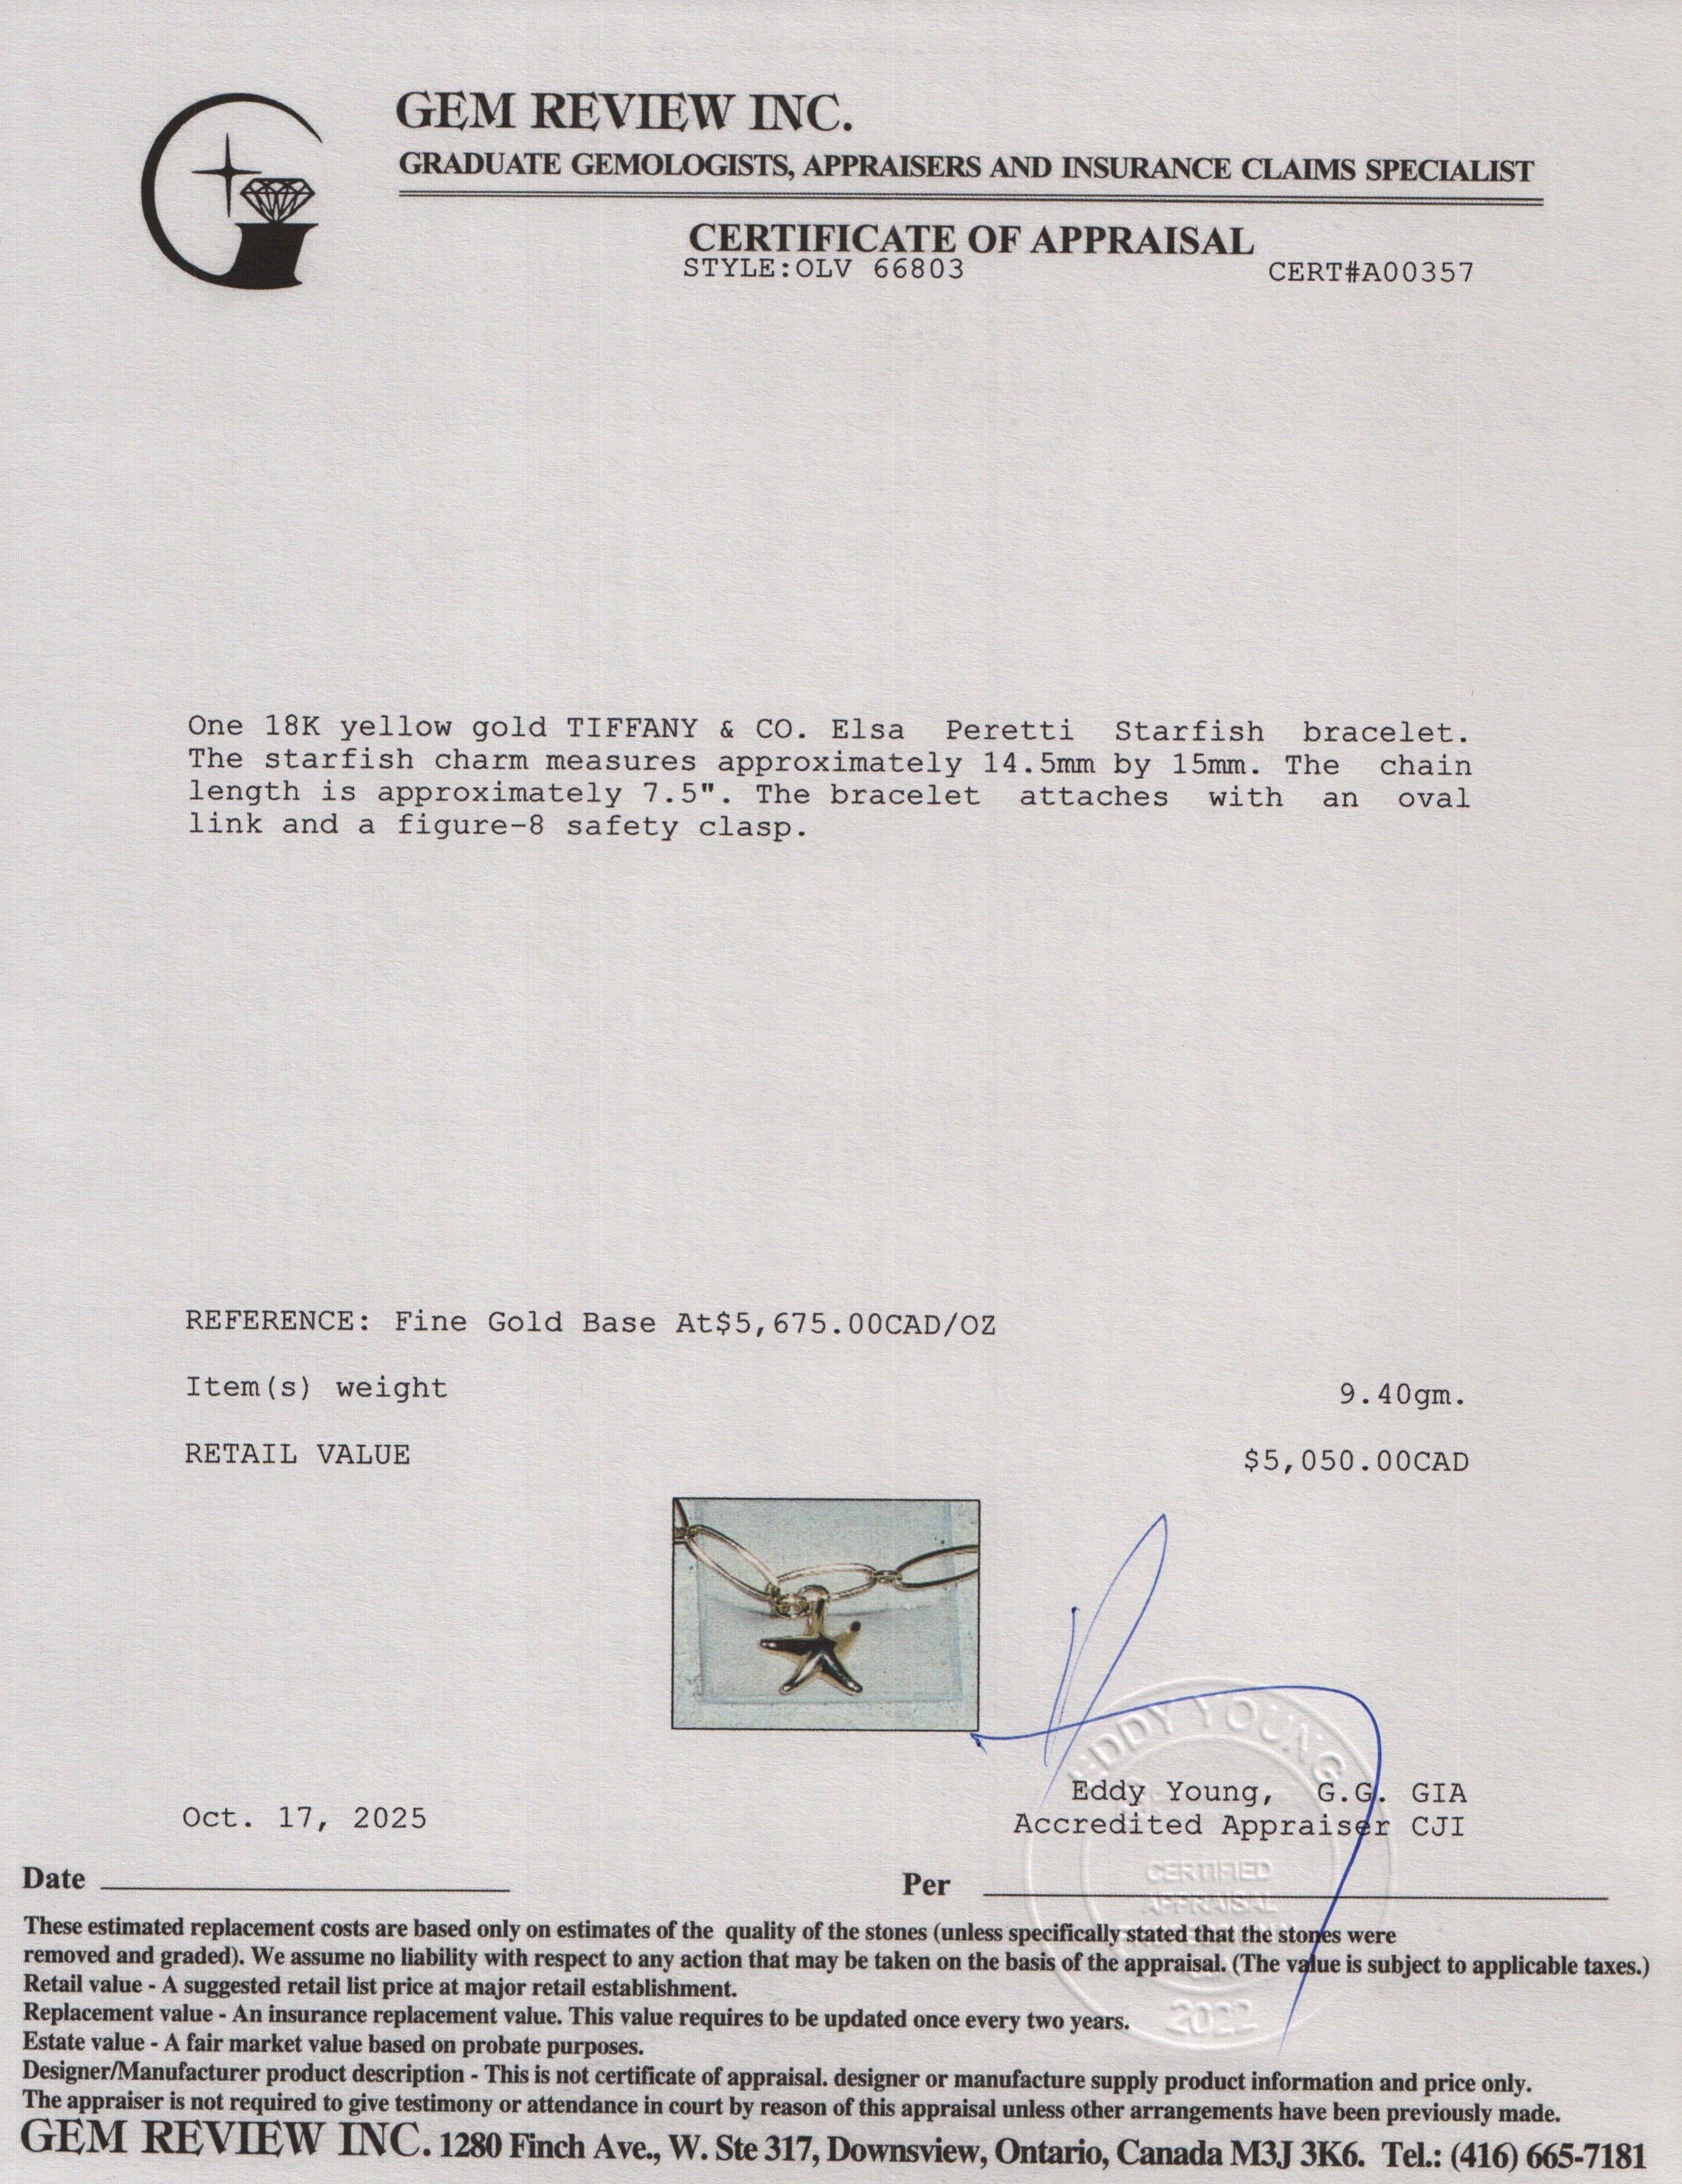 GEM REVIEW INC.
GRADUATE GEMOLOGISTS, APPRAISERS AND INSURANCE CLAIMS SPECIALIST
CERTIFICATE OF APPRAISAL
STYLE:OLV 66803
CERT#A00357
One 18K yellow gold TIFFANY & CO. Elsa Peretti Starfish bracelet.
The starfish charm measures approximately 14.5mm by 15mm. The chain
length is approximately 7.5". The bracelet attaches with an oval
link and a figure-8 safety clasp.
REFERENCE: Fine Gold Base At$5,675.00CAD/OZ
Item(s) weight 9.40gm.
RETAIL VALUE $5,050.00CAD
EDDY YOUNG
Eddy Young, G.G. GIA
Oct. 17, 2025
Accredited Appraiser CJI
CERTIFIED
APPRAISAL
Date
Per
These estimated replacement costs are based only on estimates of the quality of the stones (unless specifically stated that the stones were
removed and graded). We assume no liability with respect to any action that may be taken on the basis of the appraisal. (The value is subject to applicable taxes.)
Retail value - A suggested retail list price at major retail establishment.
Replacement value - An insurance replacement value. This value requires to be updated once every two years.
2022
Estate value - A fair market value based on probate purposes.
Designer/Manufacturer product description - This is not certificate of appraisal. designer or manufacture supply product information and price only.
The appraiser is not required to give testimony or attendance in court by reason of this appraisal unless other arrangements have been previously made.
GEM REVIEW INC. 1280 Finch Ave., W. Ste 317, Downsview, Ontario, Canada M3J 3K6. Tel.: (416) 665-7181